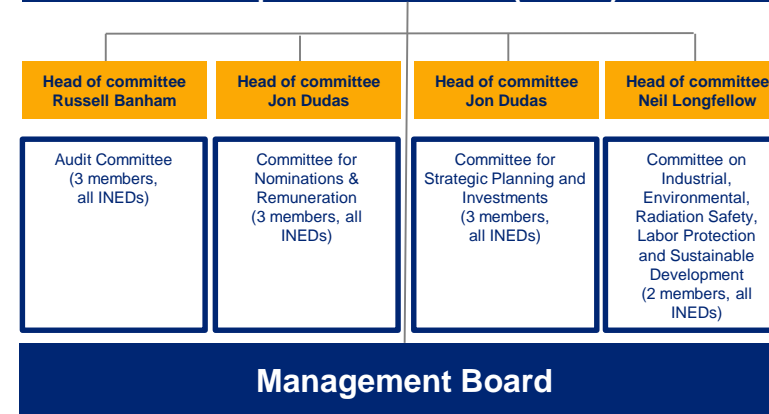 Head of committee
Russell Banham
Head of committee
Jon Dudas
Head of committee
Jon Dudas
Head of committee
Neil Longfellow
Audit Committee
(3 members,
all INEDs)
Committee for
Nominations &
Remuneration
(3 members, all
INEDs)
Committee for
Strategic Planning and
Investments
(3 members,
all INEDs)
Committee on
Industrial,
Environmental,
Radiation Safety,
Labor Protection
and Sustainable
Development
(2 members, all
INEDs)
Management Board